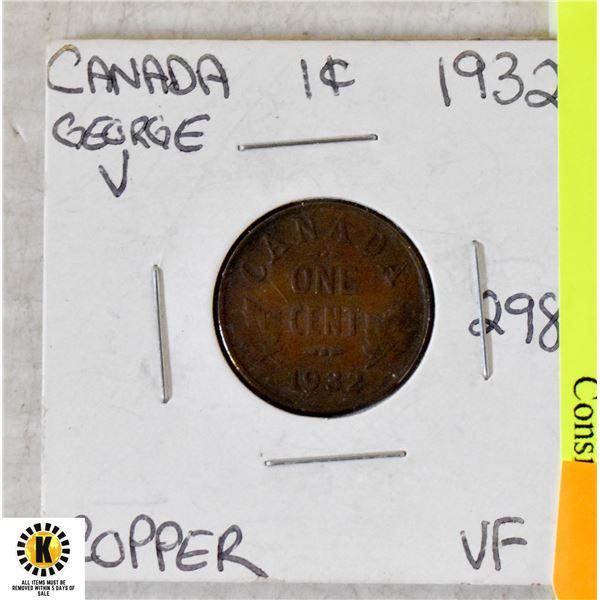 CANADA 1¢ 1932
GEORGE
V
CANADA
ONE
CENT
1932
298
Cons
COPPER VF
K
ALL ITEMS MUST BE
REMOVED WITHIN 5 DAYS OF
SALE